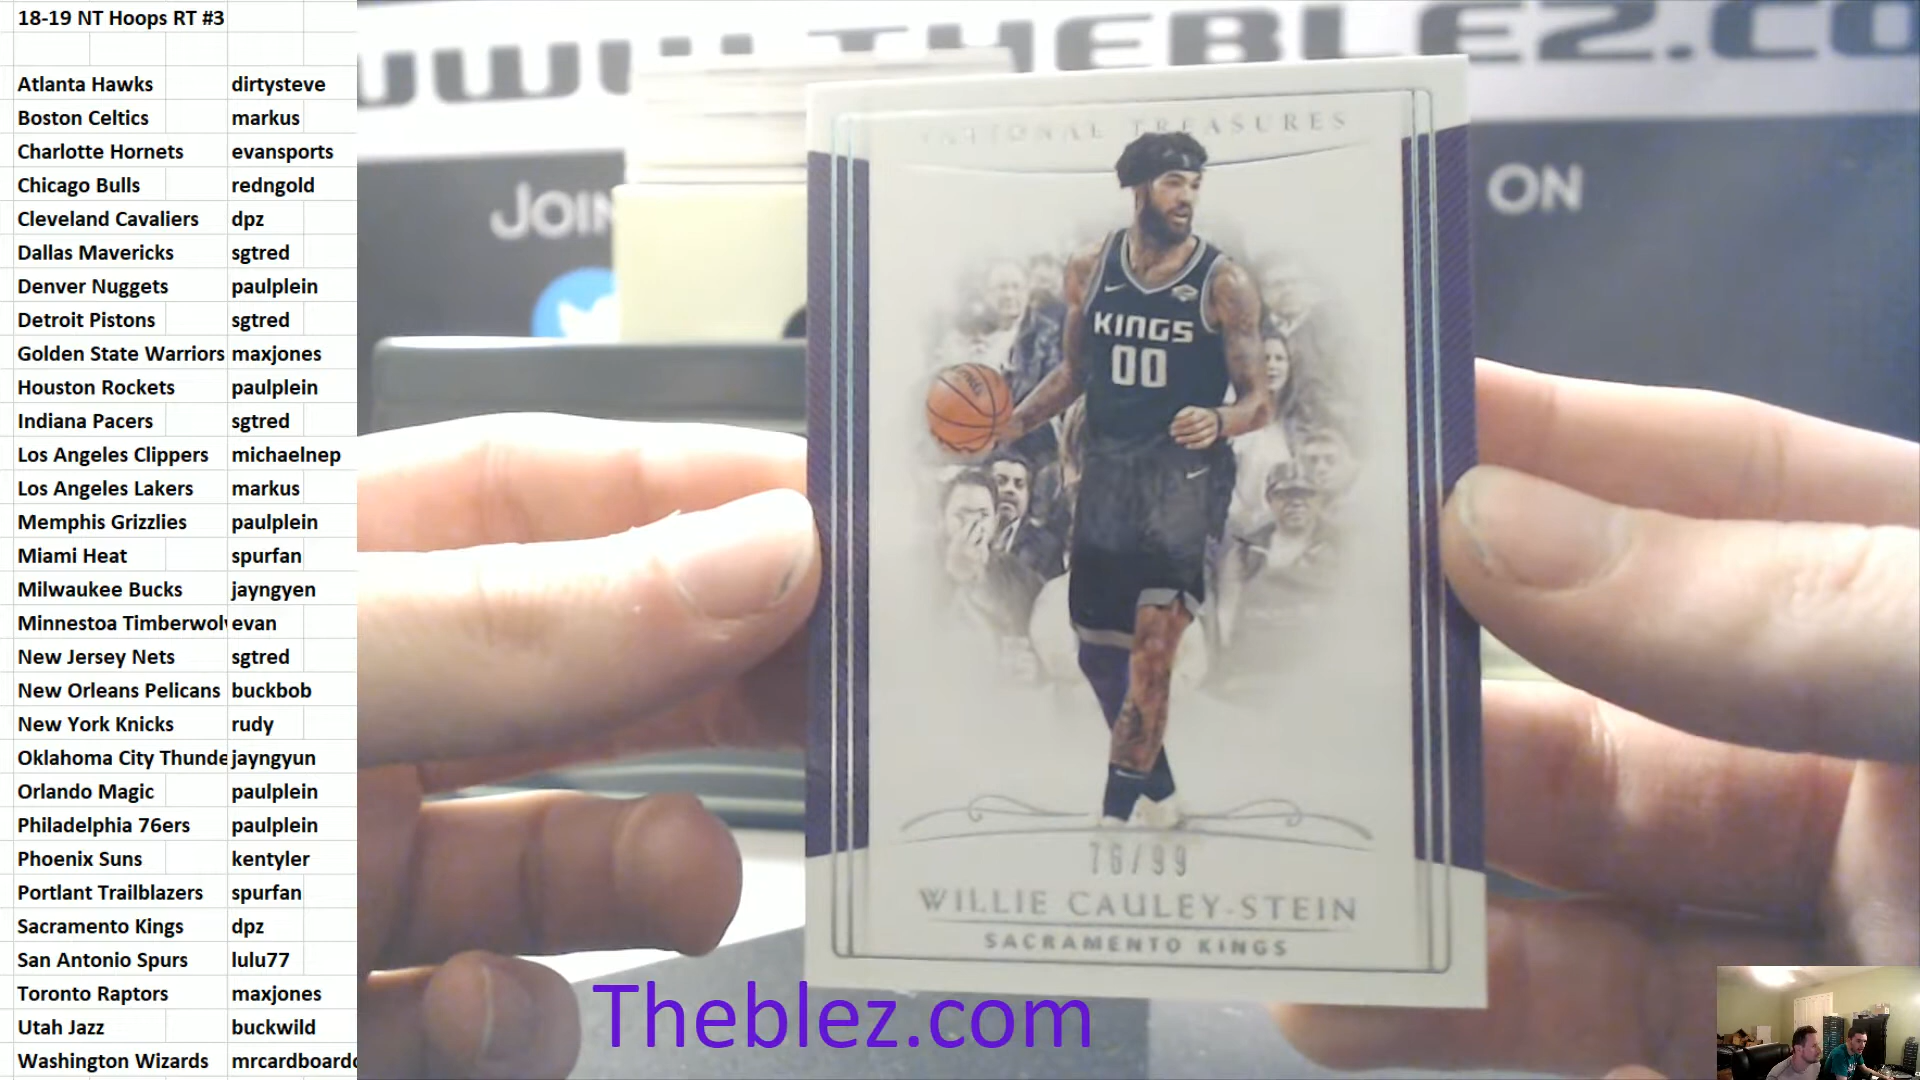 18-19 NT Hoops RT #3
Atlanta Hawks dirtysteve
Boston Celtics markus
Charlotte Hornets evansports
Chicago Bulls redngold
Cleveland Cavaliers dpz
Dallas Mavericks sgtred
Denver Nuggets paulplein
Detroit Pistons sgtred
Golden State Warriors maxjones
Houston Rockets paulplein
Indiana Pacers sgtred
Los Angeles Clippers michaelnep
Los Angeles Lakers markus
Memphis Grizzlies paulplein
Miami Heat spurfan
Milwaukee Bucks jayngyen
Minnestoa Timberwolv evan
New Jersey Nets sgtred
New Orleans Pelicans buckbob
New York Knicks rudy
Oklahoma City Thunde jayngyun
Orlando Magic paulplein
Philadelphia 76ers paulplein
Phoenix Suns kentyler
Portlant Trailblazers spurfan
Sacramento Kings dpz
San Antonio Spurs lulu77
Toronto Raptors maxjones
Utah Jazz buckwild
Washington Wizards mrcardboardc
WWW.THEBLEZ.CO
JOIN ON
NATIONAL TREASURES
KINGS
00
76/99
WILLIE CAULEY-STEIN
SACRAMENTO KINGS
Theblez.com